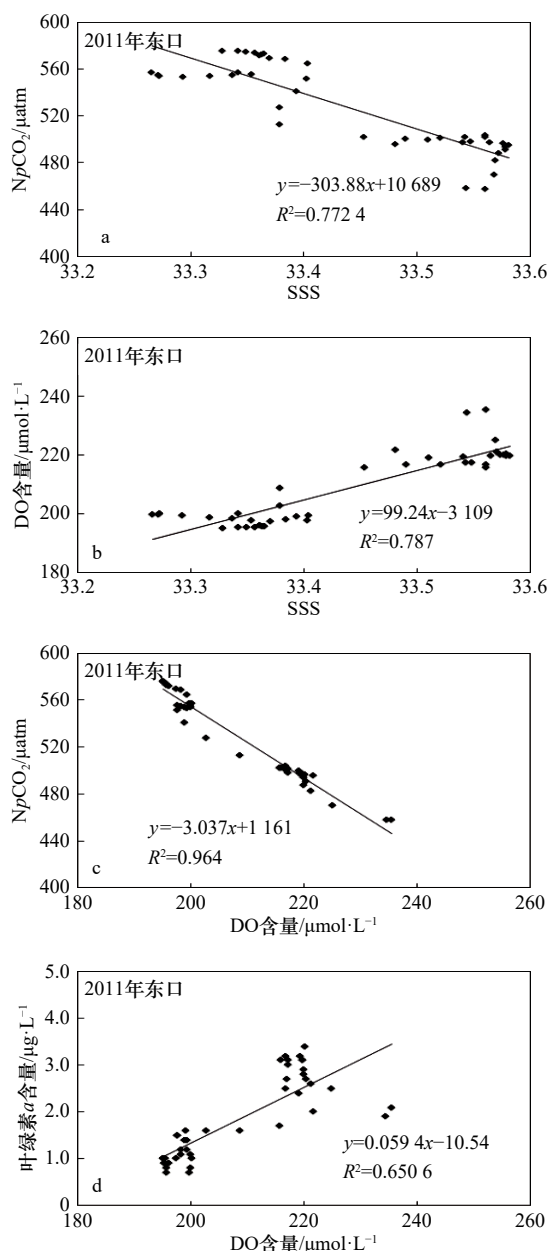 600
2011年东口
560
520
480
440
400
NpCO₂/μatm
y=−303.88x+10 689
R²=0.772 4
a
33.2 33.3 33.4 33.5 33.6
SSS
260
2011年东口
240
220
200
180
DO含量/μmol·L⁻¹
y=99.24x−3 109
R²=0.787
b
33.2 33.3 33.4 33.5 33.6
SSS
600
2011年东口
560
520
480
440
400
NpCO₂/μatm
y=−3.037x+1 161
R²=0.964
c
180 200 220 240 260
DO含量/μmol·L⁻¹
5.0
2011年东口
4.0
3.0
2.0
1.0
0
叶绿素a含量/μg·L⁻¹
y=0.059 4x−10.54
R²=0.650 6
d
180 200 220 240 260
DO含量/μmol·L⁻¹